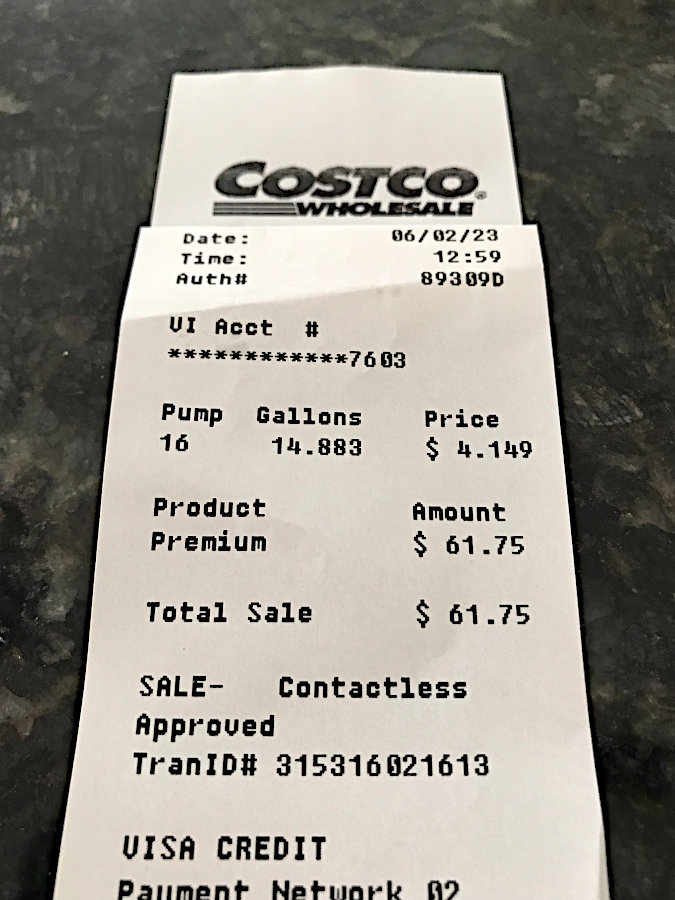 COSTCO
WHOLESALE
Date: 06/02/23
Time: 12:59
Auth# 89309D
VI Acct #
************7603
Pump Gallons Price
16 14.883 $ 4.149
Product Amount
Premium $ 61.75
Total Sale $ 61.75
SALE- Contactless
Approved
TranID# 315316021613
VISA CREDIT
Payment Network 02